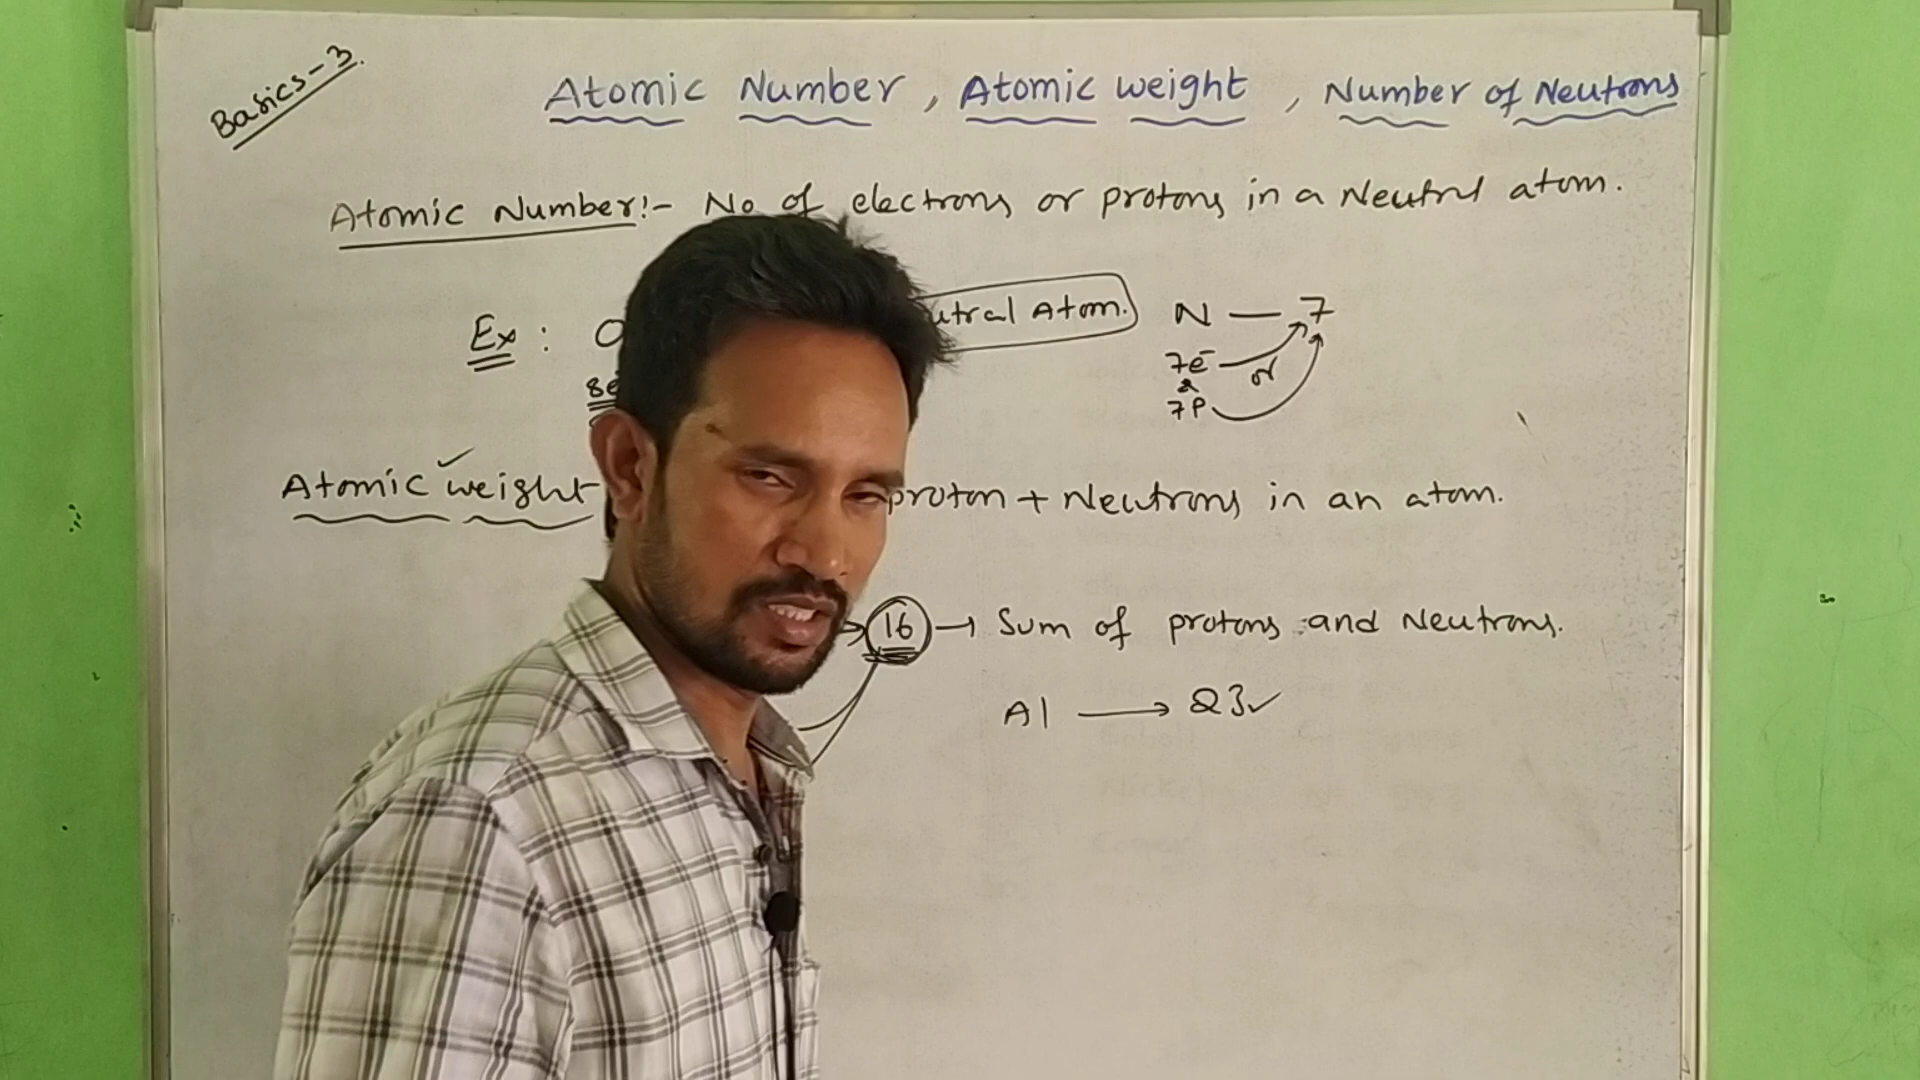 Basics-3.
Atomic Number, Atomic weight, Number of Neutrons
Atomic Number:- No of electrons or protons in a Neutral atom.
Ex : O utral Atom. N — 7
8e 7e⁻ or
&
7P
Atomic weight proton + Neutrons in an atom.
16 → Sum of protons and Neutrons.
Al → 23✓